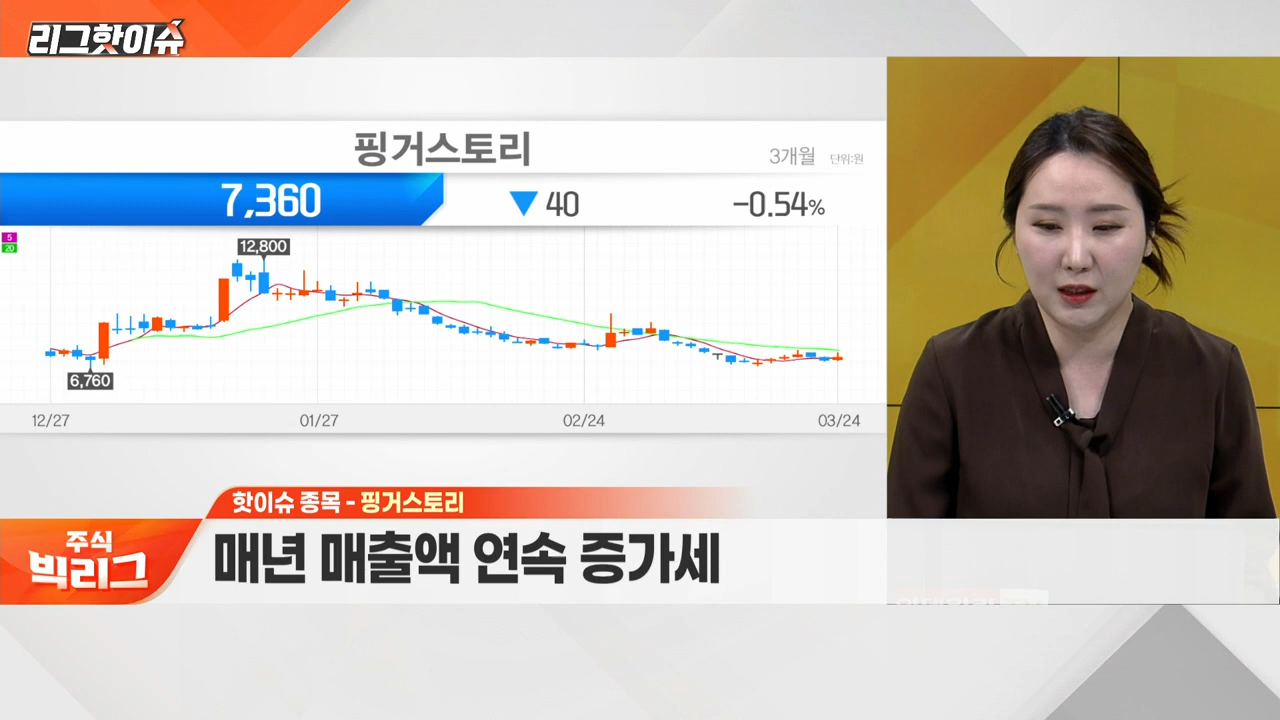 리그핫이슈
핑거스토리
3개월 단위:원
7,360 ▼ 40 -0.54%
5
20
12,800
6,760
12/27 01/27 02/24 03/24
핫이슈 종목 - 핑거스토리
주식
빅리그
매년 매출액 연속 증가세